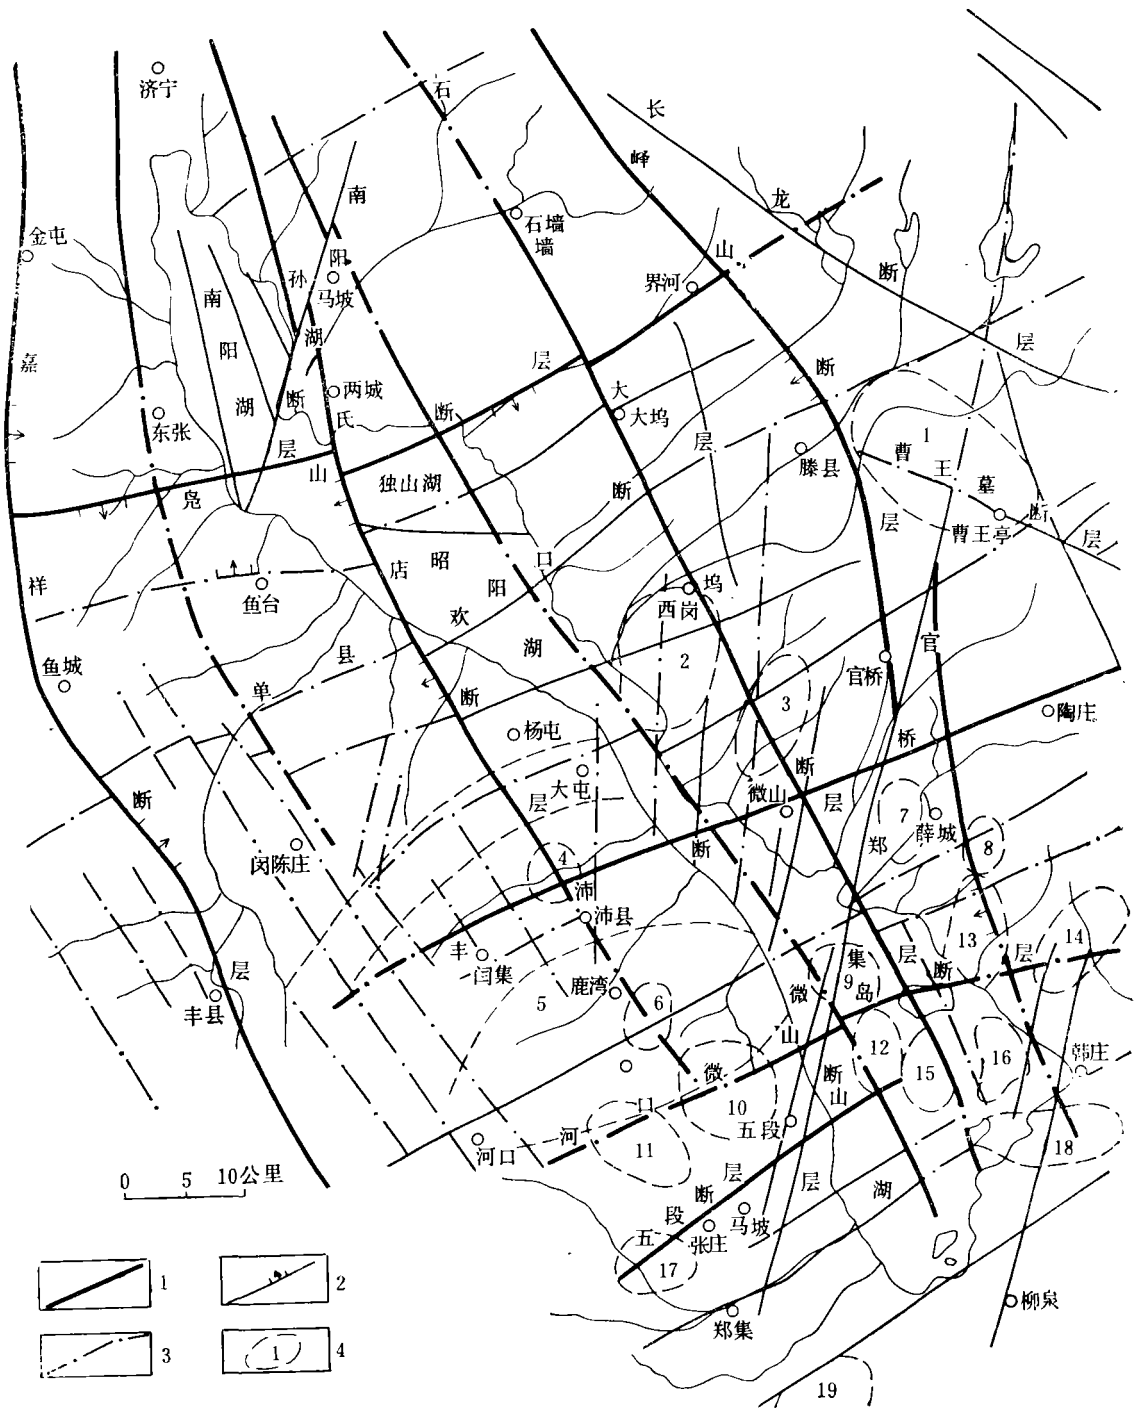 济宁
石
长
峄
龙
石墙
墙
南
阳
湖
断
层
孙
氏
店
断
层
马坡
金屯
界河
山
断
层
嘉
祥
断
层
南
阳
湖
两城
东张
大
坞
断
层
大坞
滕县
1
曹
王
墓
断
层
曹王亭
凫
山
断
层
独山湖
昭
阳
湖
口
欢
鱼台
鱼城
单
县
断
层
西岗
2
3
官桥
官
桥
断
层
陶庄
杨屯
大屯
微山
7
薛城
8
郑
集
断
层
闵陈庄
4
沛
沛县
丰
闫集
5
鹿湾
6
丰县
9
岛
微
山
断
层
13
14
12
15
16
韩庄
微
山
湖
10
11
河
口
河口
五段
18
五
段
断
层
马坡
张庄
17
郑集
柳泉
19
0 5 10公里
1
2
3
1
4